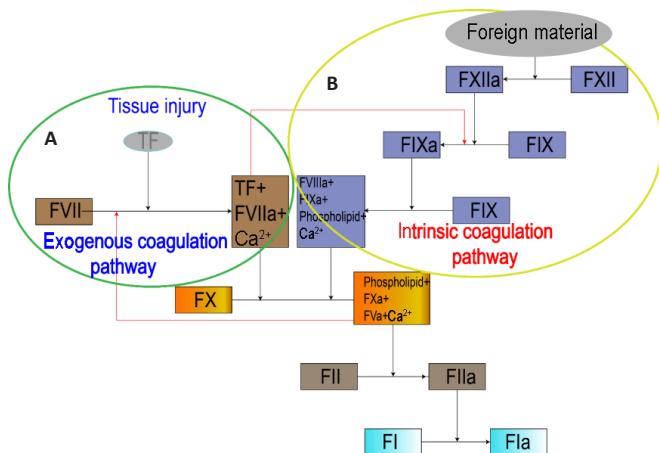 Foreign material
B
FXIIa
FXII
Tissue injury
A
TF
FIXa
FIX
FVII
TF+
FVIIa+
Ca²⁺
FVIIIa+
FIXa+
Phospholipid+
Ca²⁺
FIX
Exogenous coagulation
pathway
Intrinsic coagulation
pathway
FX
Phospholipid+
FXa+
FVa+Ca²⁺
FII
FIIa
FI
FIa